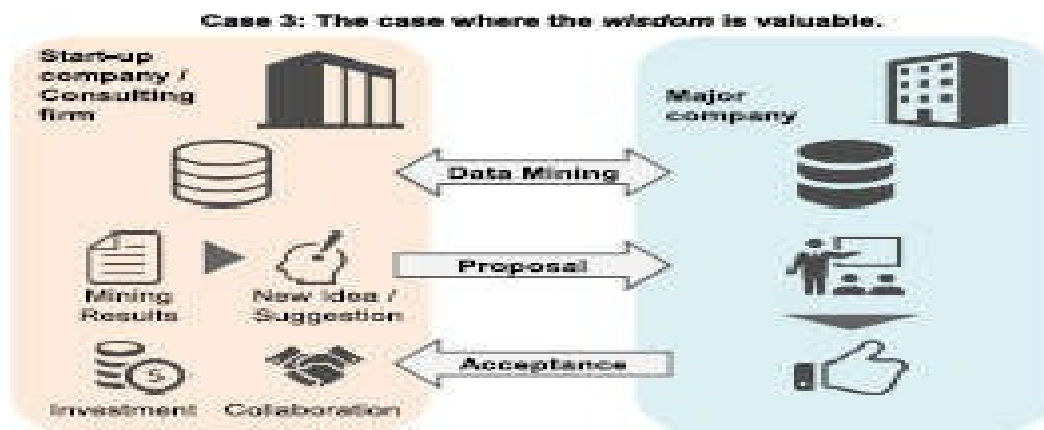 Case 3: The case where the wisdom is valuable.
Start-up
company /
Consulting
firm
Major
company
Data Mining
Proposal
Mining
Results
New Idea /
Suggestion
Acceptance
$
Investment
Collaboration